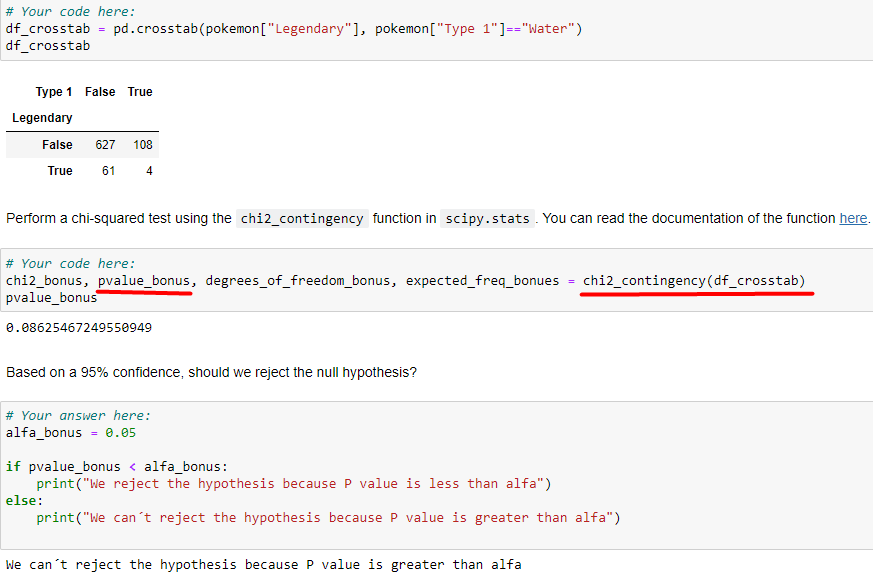 # Your code here:
df_crosstab = pd.crosstab(pokemon["Legendary"], pokemon["Type 1"]=="Water")
df_crosstab
Type 1 False True
Legendary
False 627 108
True 61 4
Perform a chi-squared test using the chi2_contingency function in scipy.stats. You can read the documentation of the function here.
# Your code here:
chi2_bonus, pvalue_bonus, degrees_of_freedom_bonus, expected_freq_bonues = chi2_contingency(df_crosstab)
pvalue_bonus
0.08625467249550949
Based on a 95% confidence, should we reject the null hypothesis?
# Your answer here:
alfa_bonus = 0.05
if pvalue_bonus < alfa_bonus:
    print("We reject the hypothesis because P value is less than alfa")
else:
    print("We can´t reject the hypothesis because P value is greater than alfa")
We can´t reject the hypothesis because P value is greater than alfa